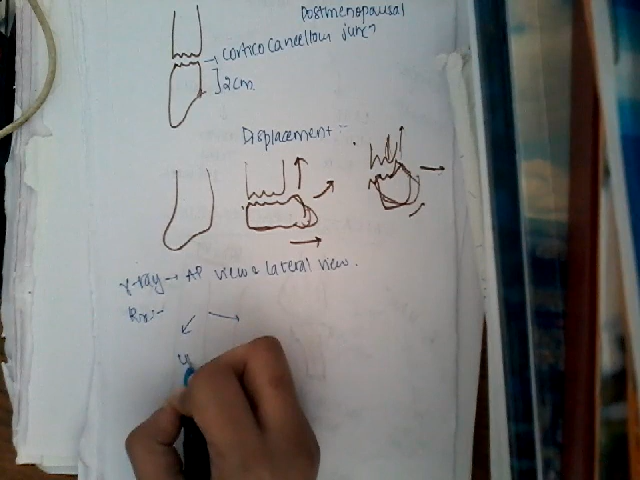 Postmenopausal
→ Cortico Cancellous junc^n
] 2cm
Displacement :-
X-ray → AP view & Lateral view.
Rx:-